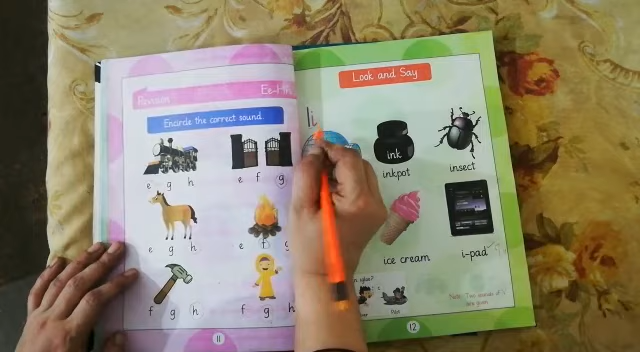 Revision
Ee-Hh
Encircle the correct sound.
e g h
e f g
e g h
e f g
f g h
f g h
11
Look and Say
Ii
ink
inkpot
insect
ice cream
i-pad
12